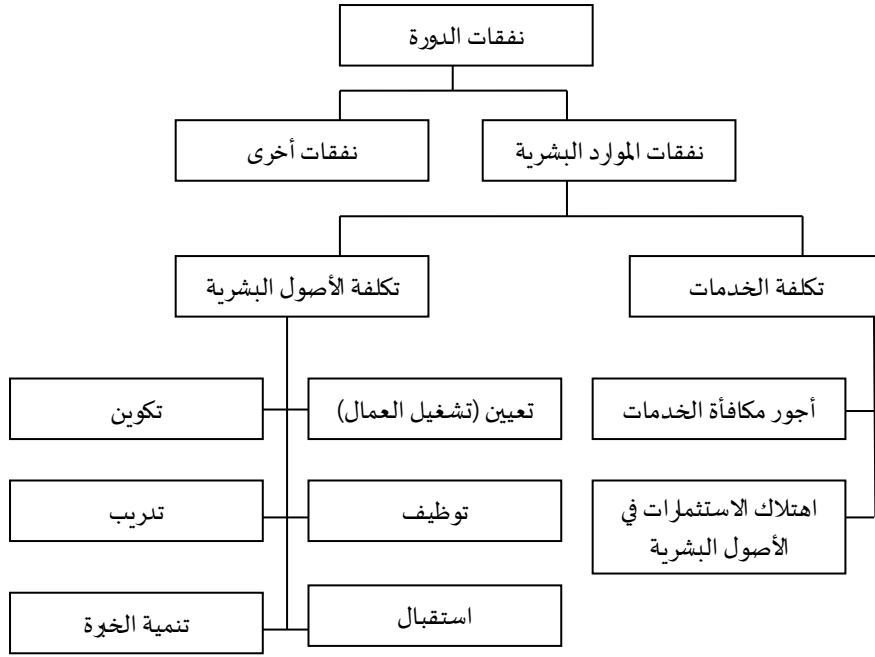 نفقات الدورة
نفقات الموارد البشرية
نفقات أخرى
تكلفة الخدمات
تكلفة الأصول البشرية
أجور مكافأة الخدمات
تعيين (تشغيل العمال)
تكوين
اهتلاك الاستثمارات في
الأصول البشرية
توظيف
تدريب
استقبال
تنمية الخبرة